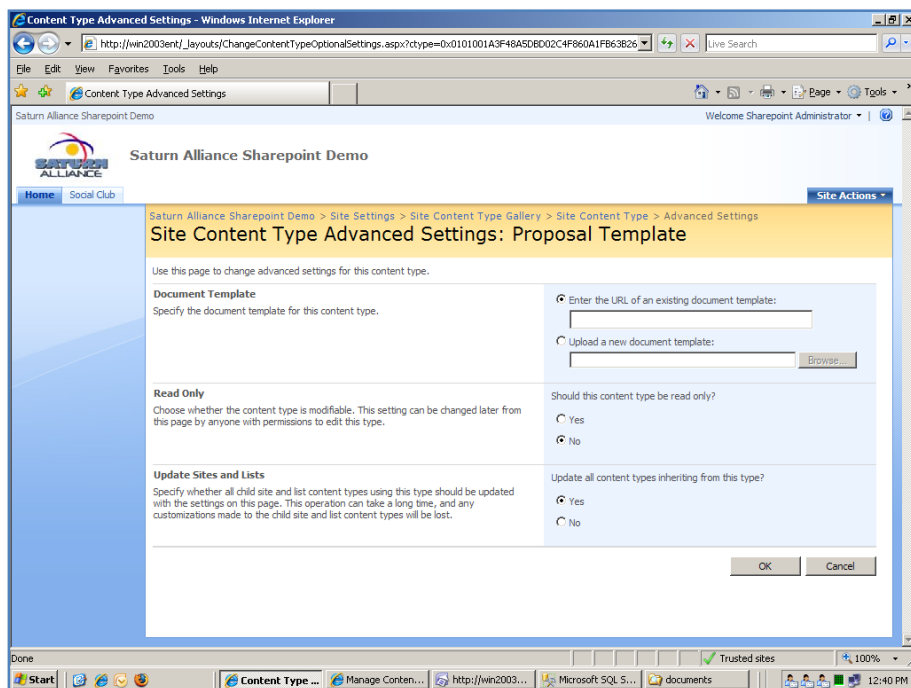 Content Type Advanced Settings - Windows Internet Explorer
http://win2003ent/_layouts/ChangeContentTypeOptionalSettings.aspx?ctype=0x0101001A3F48A5DBD02C4F860A1FB63B26
Live Search
File Edit View Favorites Tools Help
Content Type Advanced Settings
Page Tools
Saturn Alliance Sharepoint Demo
Welcome Sharepoint Administrator
SATURN
ALLIANCE
Saturn Alliance Sharepoint Demo
Home Social Club
Site Actions
Saturn Alliance Sharepoint Demo > Site Settings > Site Content Type Gallery > Site Content Type > Advanced Settings
Site Content Type Advanced Settings: Proposal Template
Use this page to change advanced settings for this content type.
Document Template
Specify the document template for this content type.
Enter the URL of an existing document template:
Upload a new document template:
Browse...
Read Only
Choose whether the content type is modifiable. This setting can be changed later from
this page by anyone with permissions to edit this type.
Should this content type be read only?
Yes
No
Update Sites and Lists
Specify whether all child site and list content types using this type should be updated
with the settings on this page. This operation can take a long time, and any
customizations made to the child site and list content types will be lost.
Update all content types inheriting from this type?
Yes
No
OK Cancel
Done
Trusted sites
100%
Start
Content Type ...
Manage Conten...
http://win2003...
Microsoft SQL S...
documents
12:40 PM